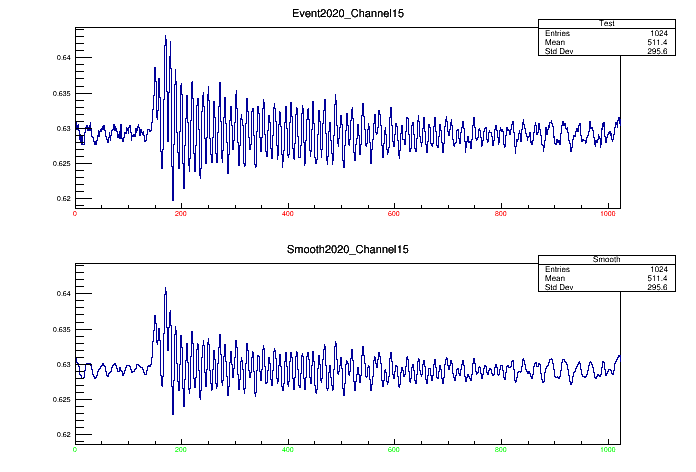 Event2020_Channel15
Test
Entries 1024
Mean 511.4
Std Dev 295.6
0.64
0.635
0.63
0.625
0.62
0 200 400 600 800 1000
Smooth2020_Channel15
Smooth
Entries 1024
Mean 511.4
Std Dev 295.6
0.64
0.635
0.63
0.625
0.62
0 200 400 600 800 1000